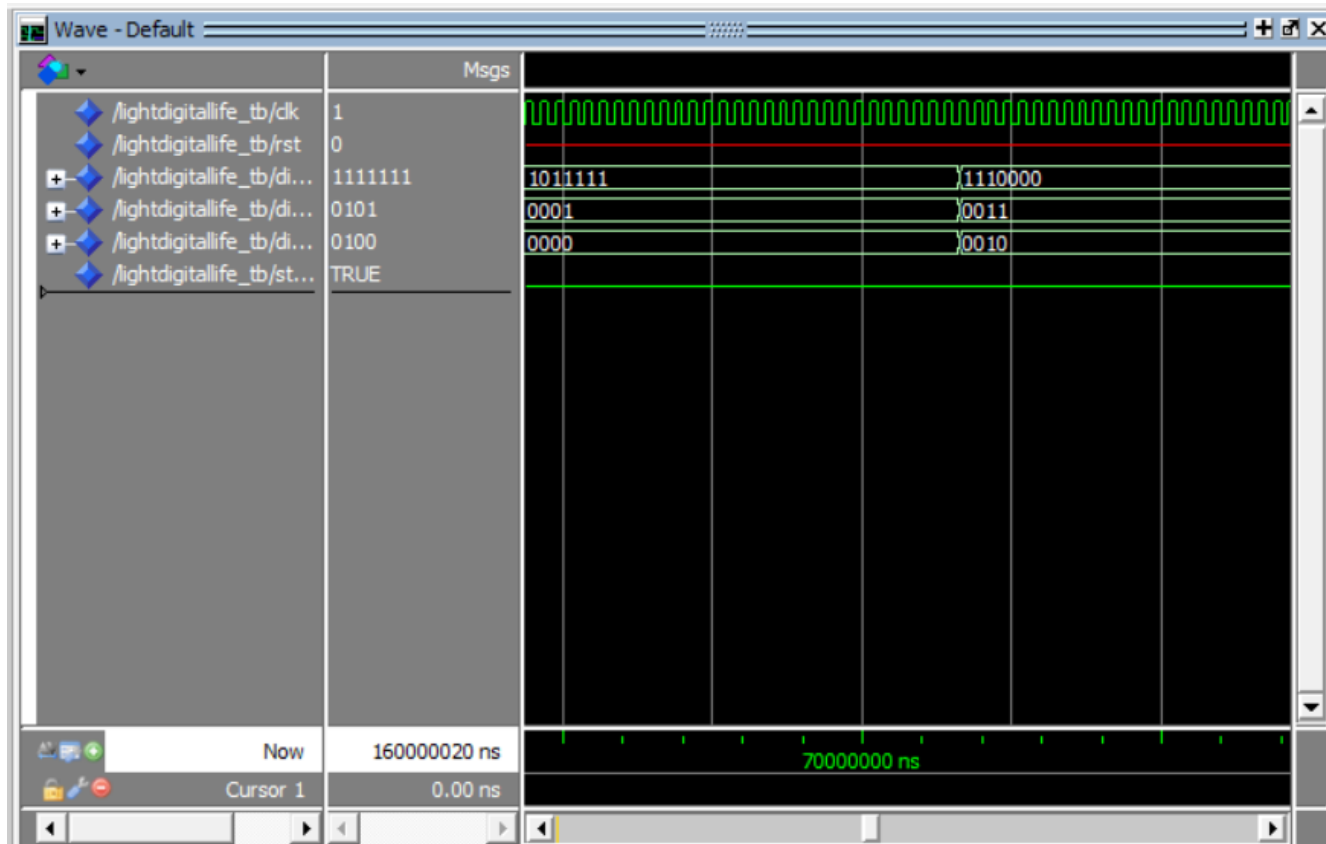 Wave - Default
Msgs
/lightdigitallife_tb/clk 1
/lightdigitallife_tb/rst 0
/lightdigitallife_tb/di... 1111111 1011111 1110000
/lightdigitallife_tb/di... 0101 0001 0011
/lightdigitallife_tb/di... 0100 0000 0010
/lightdigitallife_tb/st... TRUE
Now 160000020 ns 70000000 ns
Cursor 1 0.00 ns